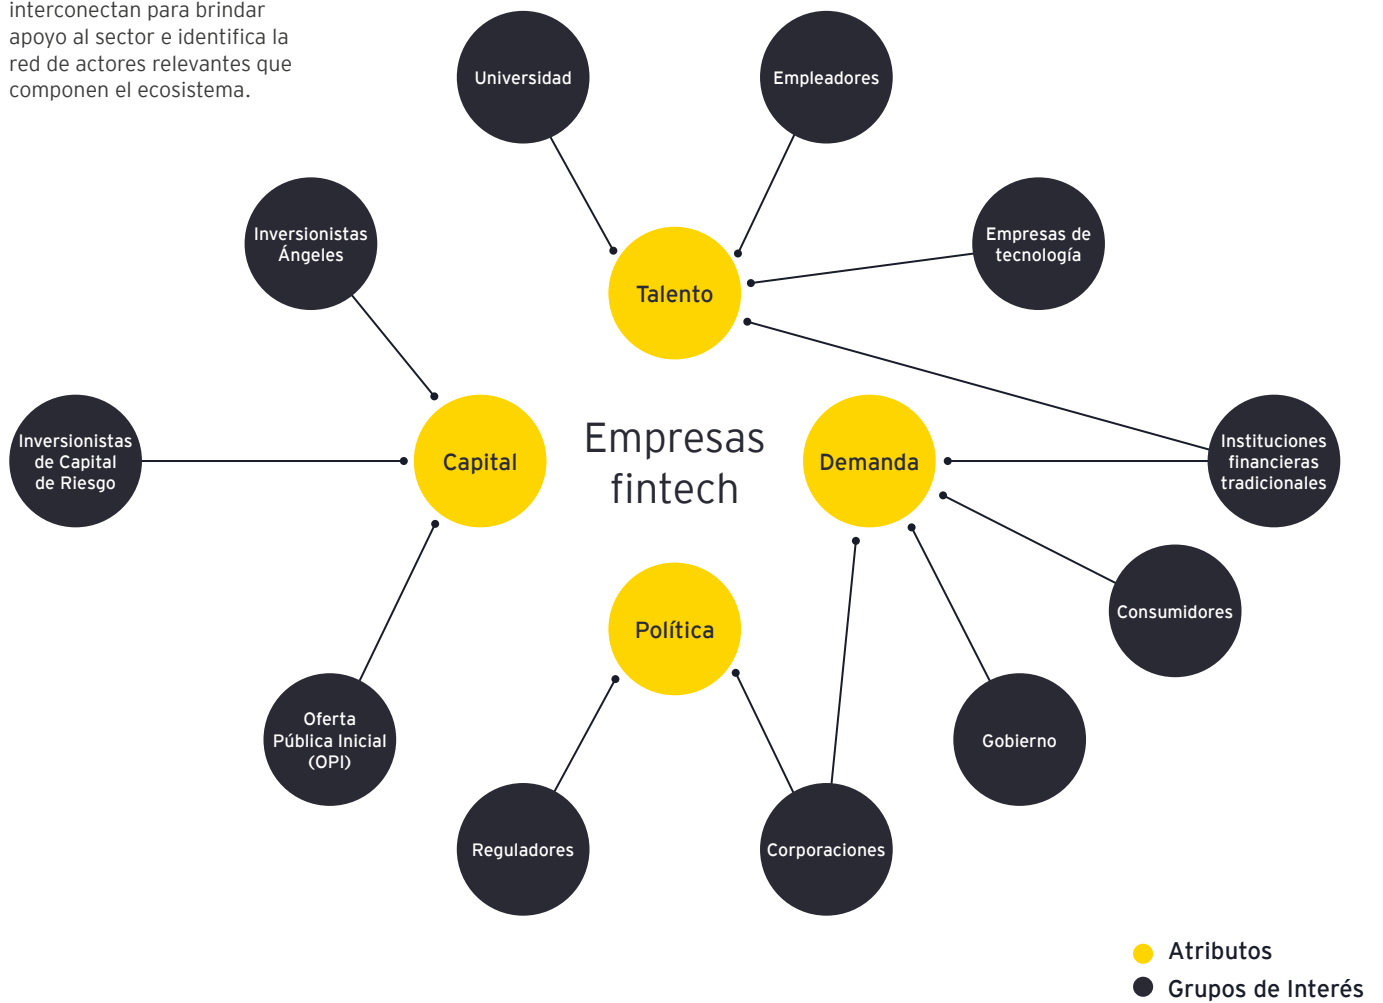 interconectan para brindar
apoyo al sector e identifica la
red de actores relevantes que
componen el ecosistema.
Universidad
Empleadores
Inversionistas
Ángeles
Empresas de
tecnología
Talento
Inversionistas
de Capital
de Riesgo
Capital
Empresas
fintech
Demanda
Instituciones
financieras
tradicionales
Consumidores
Política
Oferta
Pública Inicial
(OPI)
Gobierno
Reguladores
Corporaciones
Atributos
Grupos de Interés